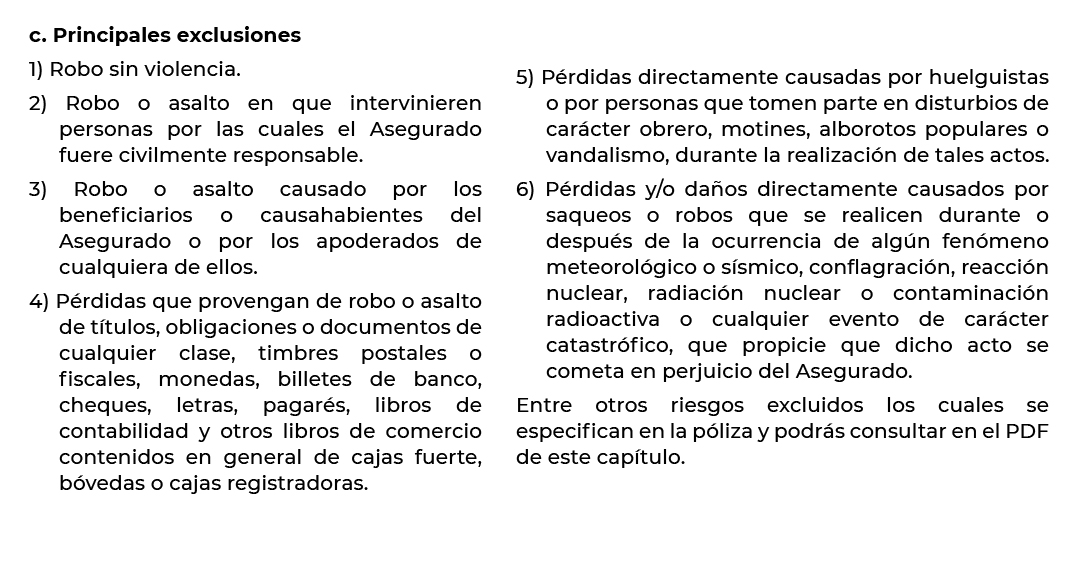 c. Principales exclusiones
1) Robo sin violencia.
2) Robo o asalto en que intervinieren
personas por las cuales el Asegurado
fuere civilmente responsable.
3) Robo o asalto causado por los
beneficiarios o causahabientes del
Asegurado o por los apoderados de
cualquiera de ellos.
4) Pérdidas que provengan de robo o asalto
de títulos, obligaciones o documentos de
cualquier clase, timbres postales o
fiscales, monedas, billetes de banco,
cheques, letras, pagarés, libros de
contabilidad y otros libros de comercio
contenidos en general de cajas fuerte,
bóvedas o cajas registradoras.
5) Pérdidas directamente causadas por huelguistas
o por personas que tomen parte en disturbios de
carácter obrero, motines, alborotos populares o
vandalismo, durante la realización de tales actos.
6) Pérdidas y/o daños directamente causados por
saqueos o robos que se realicen durante o
después de la ocurrencia de algún fenómeno
meteorológico o sísmico, conflagración, reacción
nuclear, radiación nuclear o contaminación
radioactiva o cualquier evento de carácter
catastrófico, que propicie que dicho acto se
cometa en perjuicio del Asegurado.
Entre otros riesgos excluidos los cuales se
especifican en la póliza y podrás consultar en el PDF
de este capítulo.